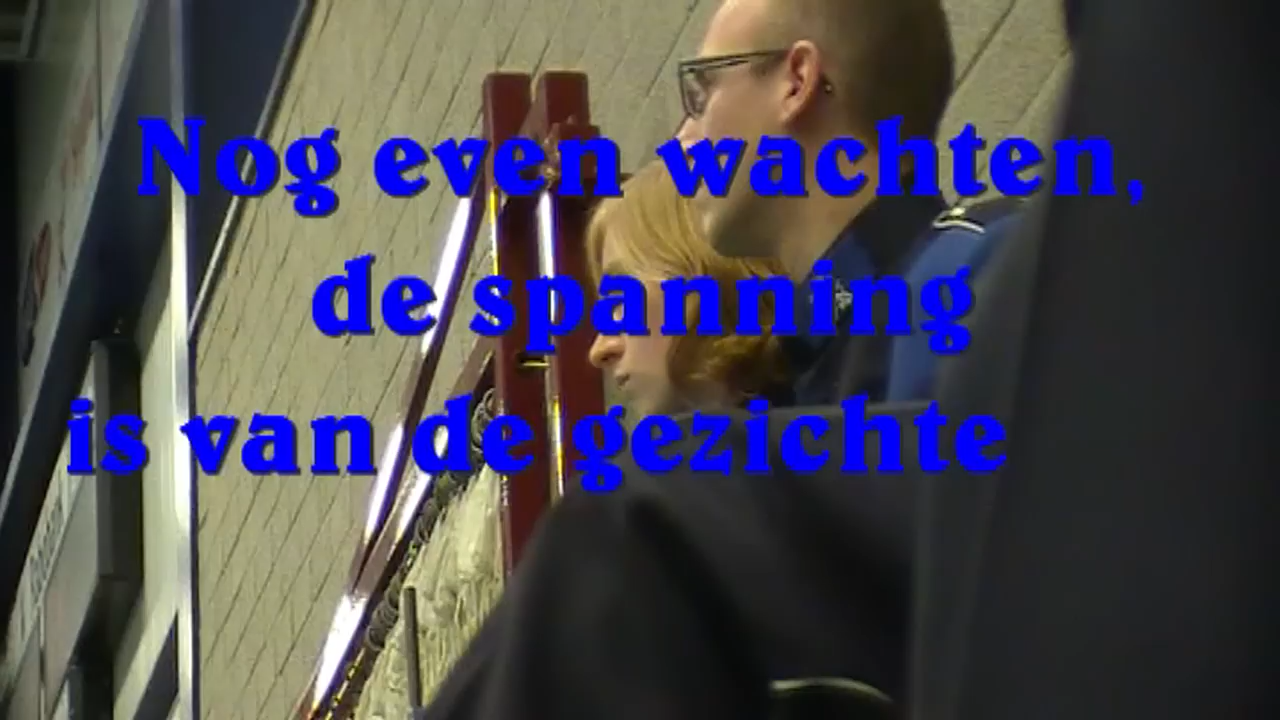 Nog even wachten,
de spanning
is van de gezichte